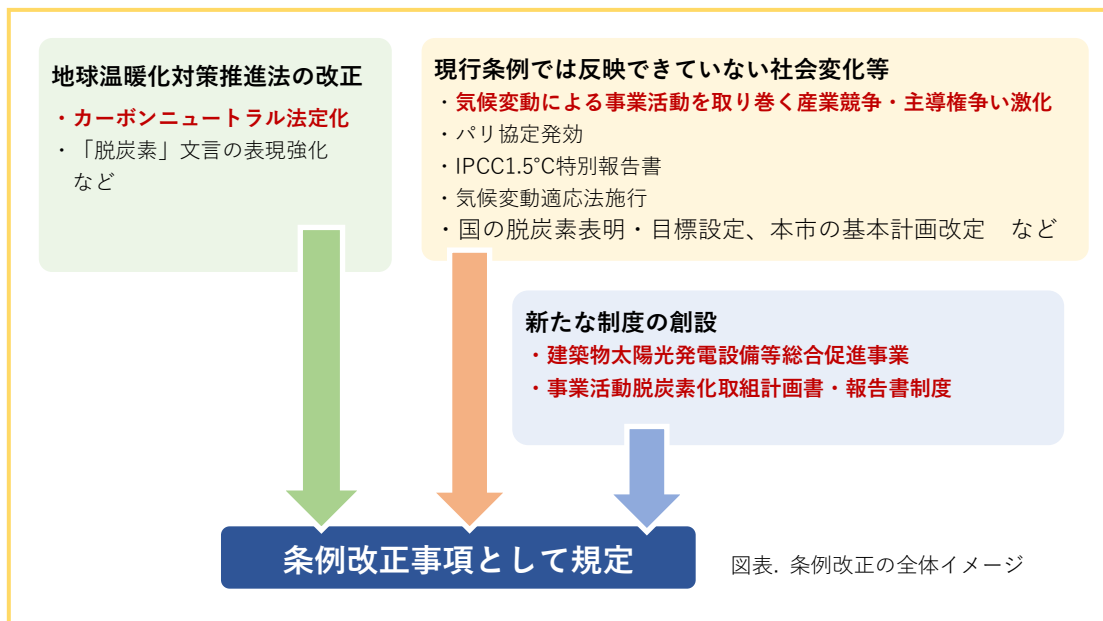 地球温暖化対策推進法の改正
・カーボンニュートラル法定化
・「脱炭素」文言の表現強化
など
現行条例では反映できていない社会変化等
・気候変動による事業活動を取り巻く産業競争・主導権争い激化
・パリ協定発効
・IPCC1.5℃特別報告書
・気候変動適応法施行
・国の脱炭素表明・目標設定、本市の基本計画改定　など
新たな制度の創設
・建築物太陽光発電設備等総合促進事業
・事業活動脱炭素化取組計画書・報告書制度
条例改正事項として規定
図表. 条例改正の全体イメージ